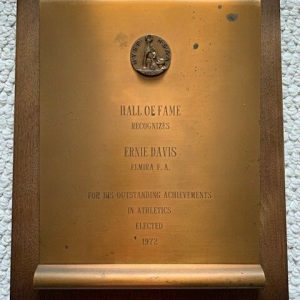 HALL OF FAME
RECOGNIZES
ERNIE DAVIS
ELMIRA F. A.
FOR HIS OUTSTANDING ACHIEVEMENTS
IN ATHLETICS
ELECTED
1972